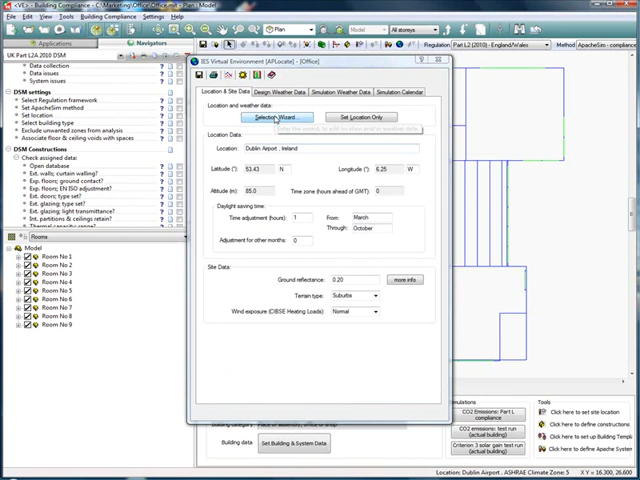 <VE> - Building Compliance - C:\Marketing\Office\Office.mit - Plan - Model
File Edit View Tools Building Compliance Settings Help
Plan
Model
All storeys
Applications
Navigators
Regulation: Part L2 (2010) - England/Wales
Method
ApacheSim - Compliance
UK Part L2A 2010 DSM
Data collection
Data issues
System issues
DSM settings
Select Regulation framework
Set ApacheSim method
Set location
Select building type
Exclude unwanted zones from analysis
Associate floor & ceiling voids with spaces
DSM Constructions
Check assigned data:
Open database
Ext. walls; curtain walling?
Exp. floors; ground contact?
Exp. floors; EN ISO adjustment?
Ext. doors; type set?
Ext. glazing; type set?
Ext. glazing; light transmittance?
Int. partitions & ceilings retain?
Thermal capacity range?
Rooms
Model
Room No 1
Room No 2
Room No 3
Room No 4
Room No 5
Room No 6
Room No 7
Room No 8
Room No 9
IES Virtual Environment [APLocate] - [Office]
Location & Site Data
Design Weather Data
Simulation Weather Data
Simulation Calendar
Location and weather data:
Selection Wizard...
Set Location Only
Location Data:
Location:
Dublin Airport , Ireland
Latitude (°):
53.43
N
Longitude (°):
6.25
W
Altitude (m):
85.0
Time zone (hours ahead of GMT):
0
Daylight saving time:
Time adjustment (hours):
1
From:
March
Through:
October
Adjustment for other months:
0
Site Data:
Ground reflectance:
0.20
more info
Terrain type:
Suburbs
Wind exposure (CIBSE Heating Loads)
Normal
Building category
Place of assembly, office or shop
Building data
Set Building & System Data
Simulations
CO2 Emissions: Part L
compliance
CO2 emissions: test run
(actual building)
Criterion 3 solar gain test run
(actual building)
Tools
Click here to set site location
Click here to define constructions
Click here to set up Building Templ
Click here to define Apache System
Location: Dublin Airport , ASHRAE Climate Zone: 5
X Y = 16.300, 26.600